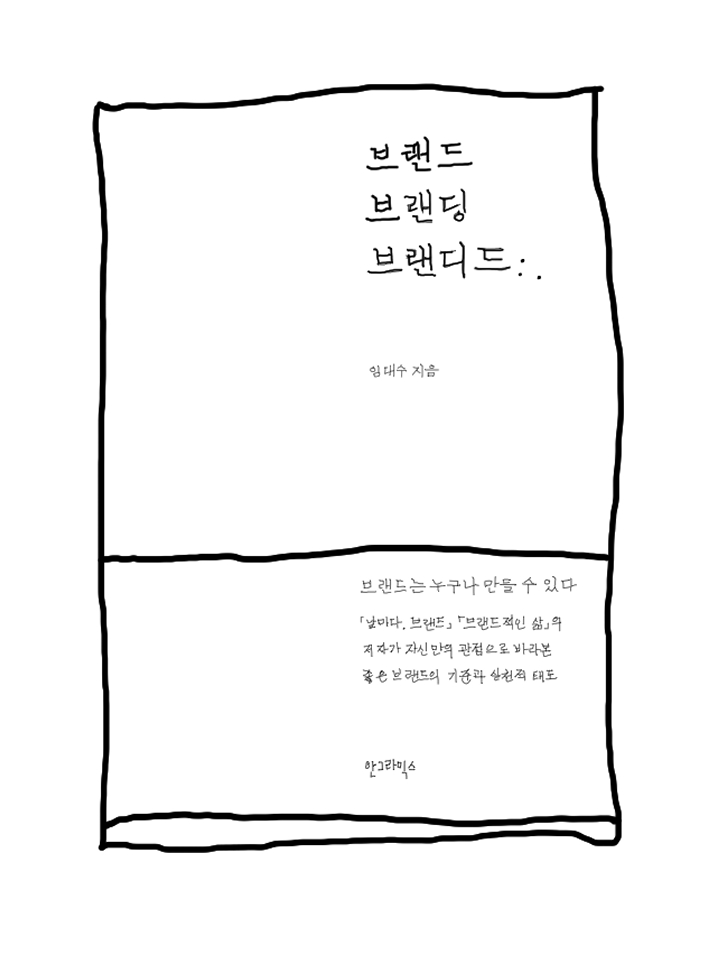 브랜드
브랜딩
브랜디드:.
임대수 지음
브랜드는 누구나 만들 수 있다
「날마다, 브랜드」「브랜드적인 삶」의
저자가 자신만의 관점으로 바라본
좋은 브랜드의 기준과 실천적 태도
안그라픽스